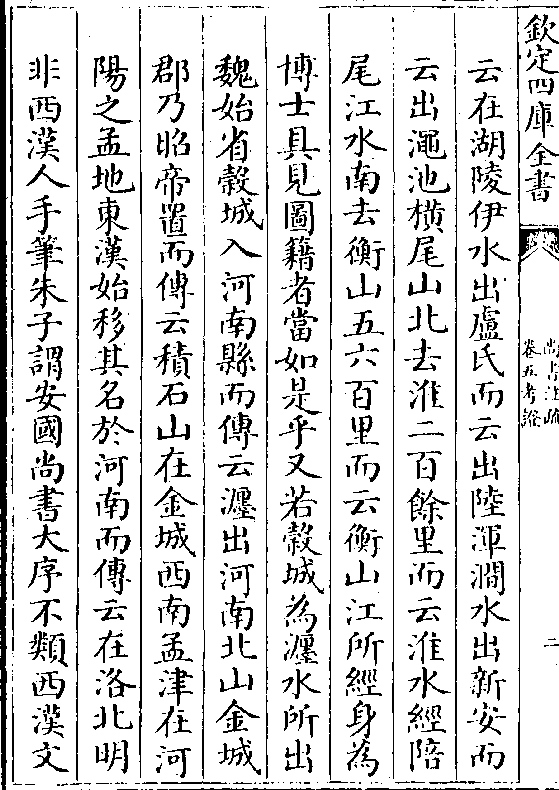 欽定四庫全書
尚書注疏
卷五考證
二
云在湖陵伊水出盧氏而云出陸渾澗水出新安而
云出澠池橫尾山北去淮二百餘里而云淮水經陪
尾江水南去衡山五六百里而云衡山江所經身為
博士具見圖籍者當如是乎又若榖城為瀍水所出
魏始省榖城入河南縣而傳云瀍出河南北山金城
郡乃昭帝置而傳云積石山在金城西南孟津在河
陽之孟地東漢始移其名於河南而傳云在洛北明
非西漢人手筆朱子謂安國尚書大序不類西漢文